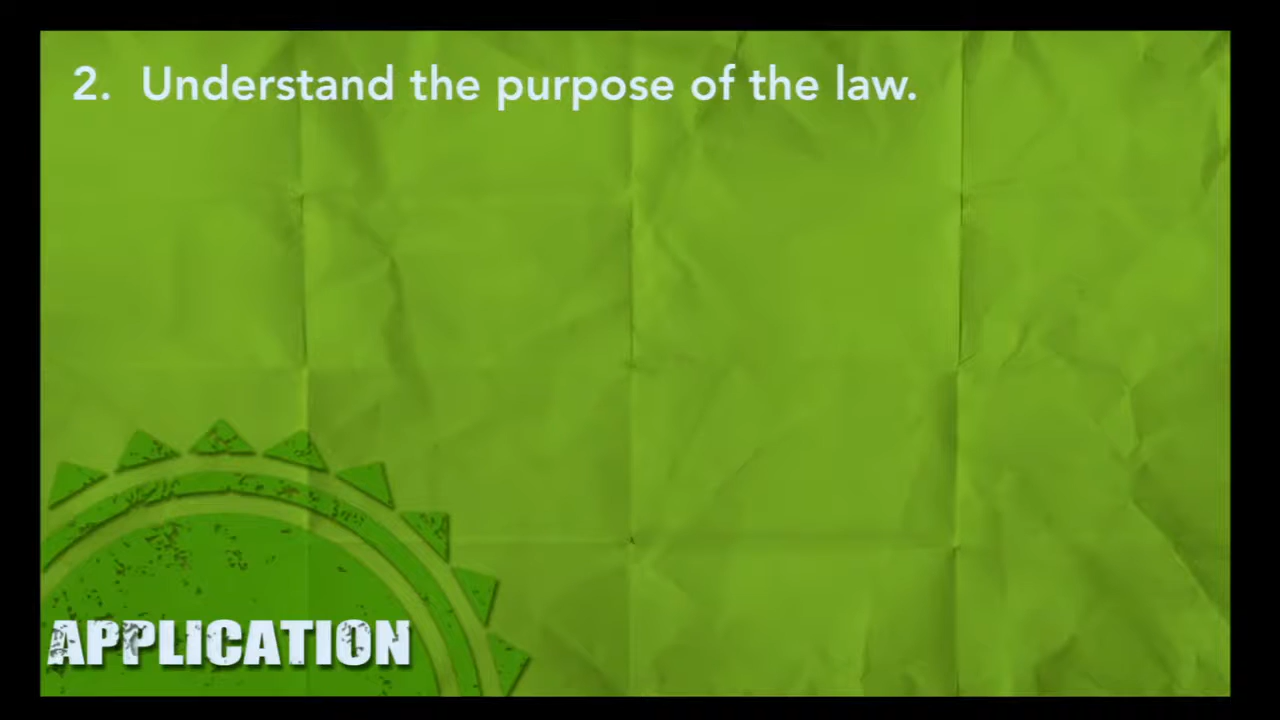 2. Understand the purpose of the law.
APPLICATION